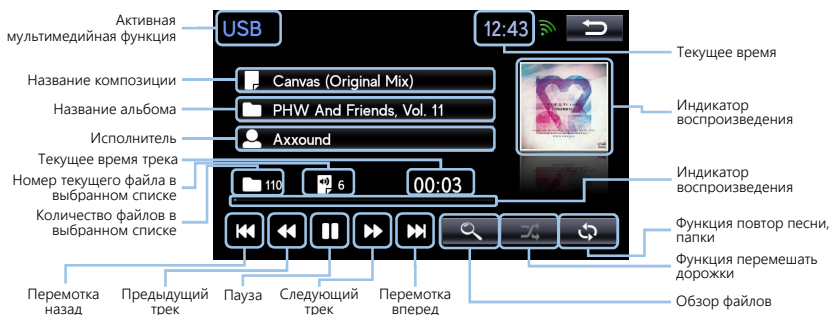 Активная
мультимедийная функция
USB
12:43
Текущее время
Название композиции
Canvas (Original Mix)
Название альбома
PHW And Friends, Vol. 11
Индикатор
воспроизведения
Исполнитель
Axxound
Текущее время трека
Номер текущего файла в
выбранном списке
110
6
00:03
Индикатор
воспроизведения
Количество файлов в
выбранном списке
Функция повтор песни,
папки
Функция перемешать
дорожки
Обзор файлов
Перемотка
назад
Предыдущий
трек
Пауза
Следующий
трек
Перемотка
вперед